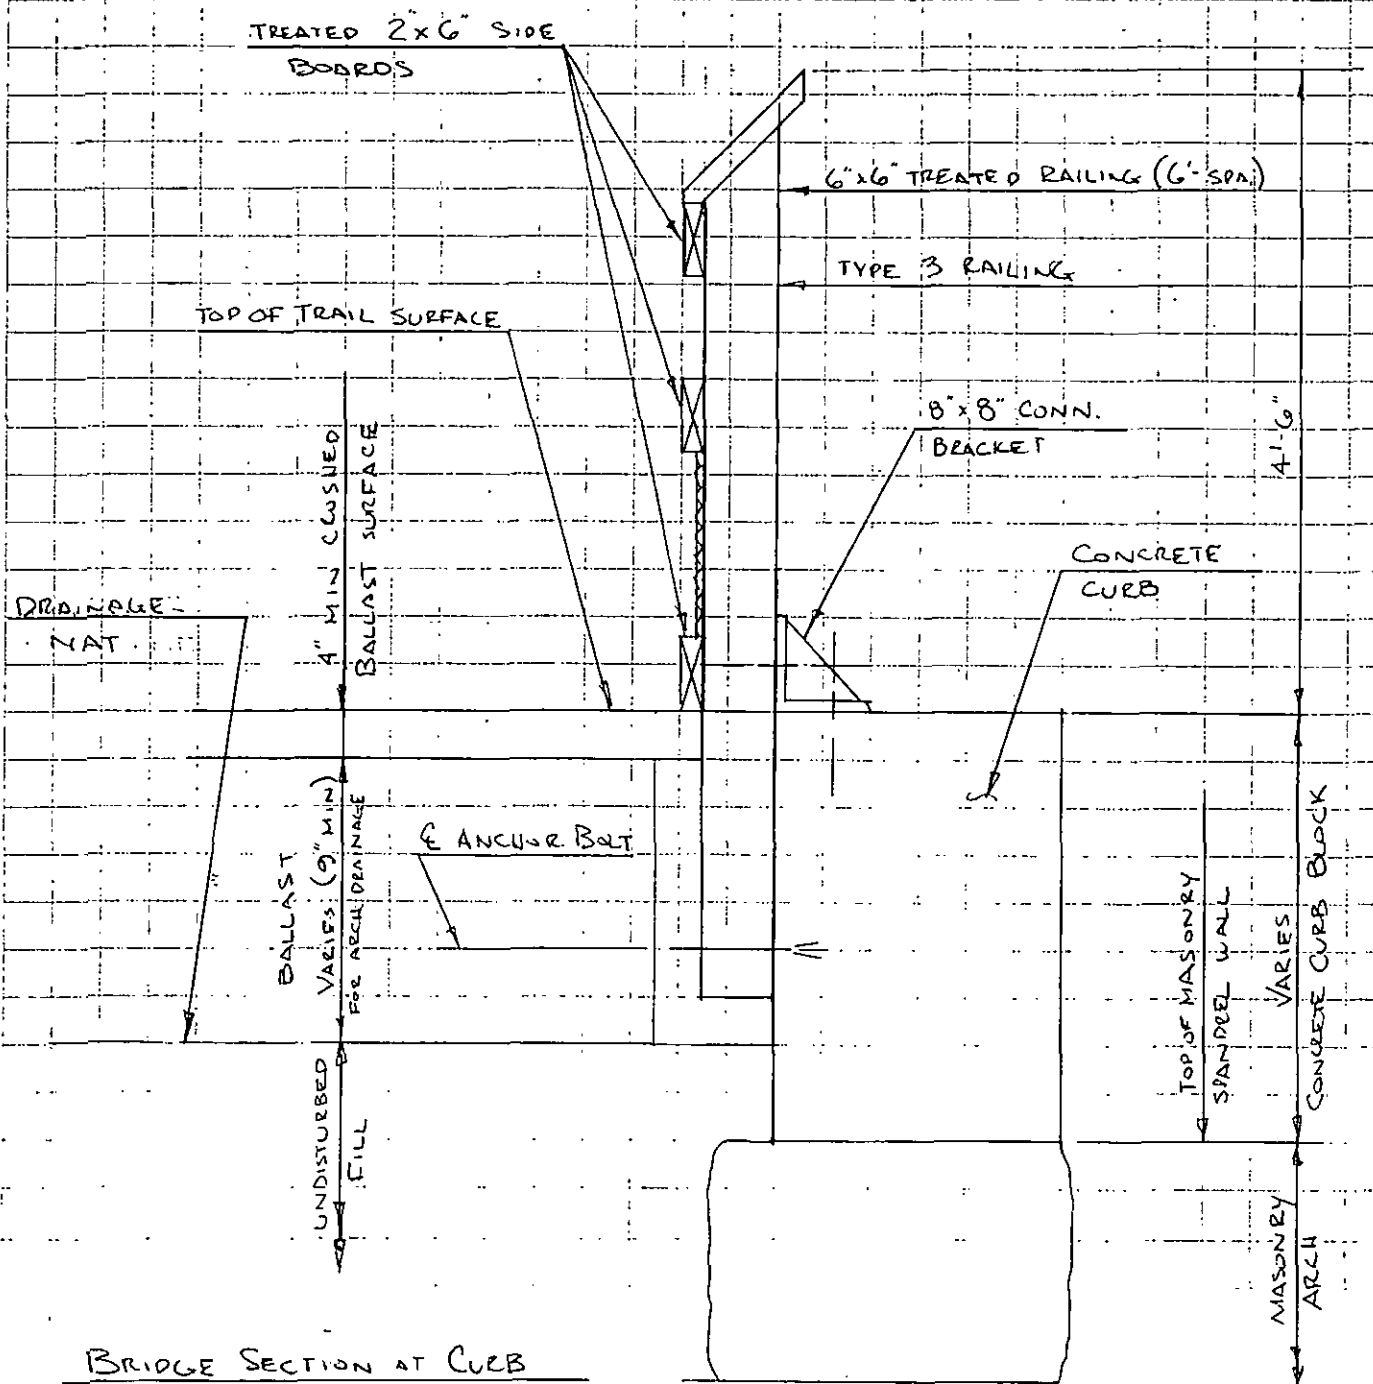 TREATED 2"x6" SIDE
BOARDS
6"x6" TREATED RAILING (6'-SPA.)
TYPE 3 RAILING
TOP OF TRAIL SURFACE
8"x8" CONN.
BRACKET
4'-6"
4" MIN CRUSHED
BALLAST SURFACE
CONCRETE
CURB
DRAINAGE
MAT
BALLAST
VARIES (9" MIN)
FOR ARCH DRAINAGE
℄ ANCHOR BOLT
TOP OF MASONRY
SPANDREL WALL
VARIES
CONCRETE CURB BLOCK
UNDISTURBED
FILL
MASONRY
ARCH
BRIDGE SECTION AT CURB